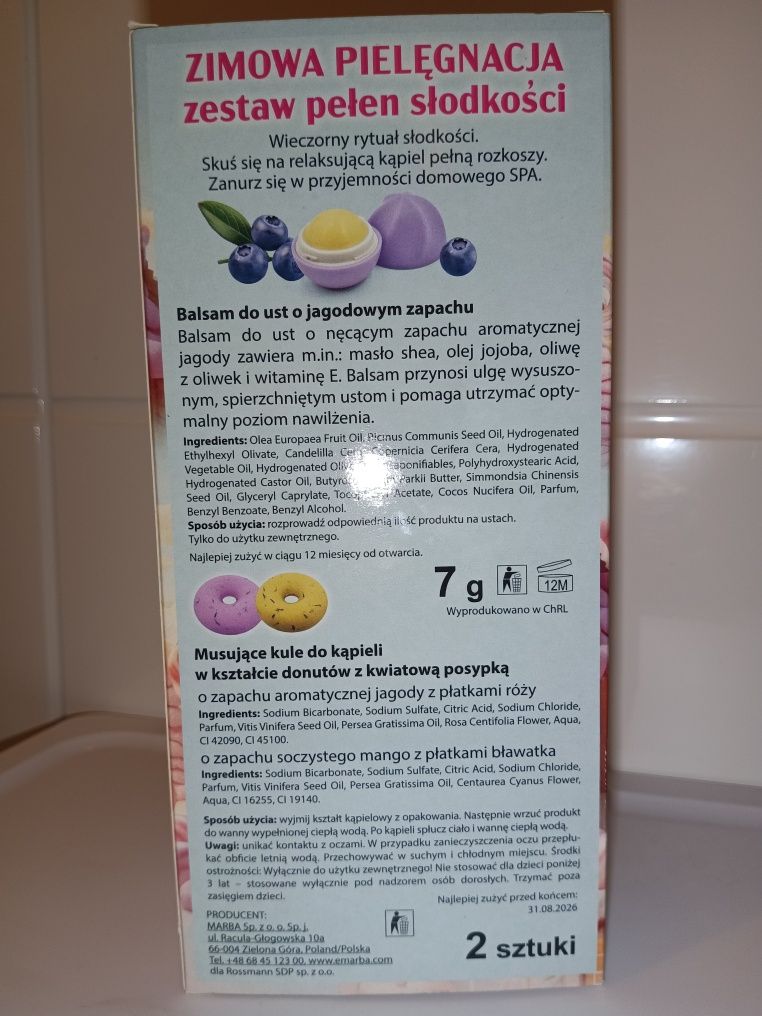 ZIMOWA PIELĘGNACJA
zestaw pełen słodkości
Wieczorny rytuał słodkości.
Skuś się na relaksującą kąpiel pełną rozkoszy.
Zanurz się w przyjemności domowego SPA.
Balsam do ust o jagodowym zapachu
Balsam do ust o nęcącym zapachu aromatycznej
jagody zawiera m.in.: masło shea, olej jojoba, oliwę
z oliwek i witaminę E. Balsam przynosi ulgę wysuszo-
nym, spierzchniętym ustom i pomaga utrzymać opty-
malny poziom nawilżenia.
Ingredients: Olea Europaea Fruit Oil, Ricinus Communis Seed Oil, Hydrogenated
Ethylhexyl Olivate, Candelilla Copernicia Cerifera Cera, Hydrogenated
Vegetable Oil, Hydrogenated Polyhydroxystearic Acid,
Hydrogenated Castor Oil, Parkii Butter, Simmondsia Chinensis
Seed Oil, Glyceryl Caprylate, Acetate, Cocos Nucifera Oil, Parfum,
Benzyl Benzoate, Benzyl Alcohol.
Sposób użycia: rozprowadź odpowiednią ilość produktu na ustach.
Tylko do użytku zewnętrznego.
Najlepiej zużyć w ciągu 12 miesięcy od otwarcia.
7 g
12M
Wyprodukowano w ChRL
Musujące kule do kąpieli
w kształcie donutów z kwiatową posypką
o zapachu aromatycznej jagody z płatkami róży
Ingredients: Sodium Bicarbonate, Sodium Sulfate, Citric Acid, Sodium Chloride,
Parfum, Vitis Vinifera Seed Oil, Persea Gratissima Oil, Rosa Centifolia Flower, Aqua,
CI 42090, CI 45100.
o zapachu soczystego mango z płatkami bławatka
Ingredients: Sodium Bicarbonate, Sodium Sulfate, Citric Acid, Sodium Chloride,
Parfum, Vitis Vinifera Seed Oil, Persea Gratissima Oil, Centaurea Cyanus Flower,
Aqua, CI 16255, CI 19140.
Sposób użycia: wyjmij kształt kąpielowy z opakowania. Następnie wrzuć produkt
do wanny wypełnionej ciepłą wodą. Po kąpieli spłucz ciało i wannę ciepłą wodą.
Uwagi: unikać kontaktu z oczami. W przypadku zanieczyszczenia oczu przepłu-
kać obficie letnią wodą. Przechowywać w suchym i chłodnym miejscu. Środki
ostrożności: Wyłącznie do użytku zewnętrznego! Nie stosować dla dzieci poniżej
3 lat – stosowane wyłącznie pod nadzorem osób dorosłych. Trzymać poza
zasięgiem dzieci.
Najlepiej zużyć przed końcem:
31.08.2026
PRODUCENT:
MARBA Sp. z o. o. Sp. j.
ul. Racula-Głogowska 10a
66-004 Zielona Góra, Poland/Polska
Tel. +48 68 45 123 00, www.emarba.com
dla Rossmann SDP sp. z o.o.
2 sztuki